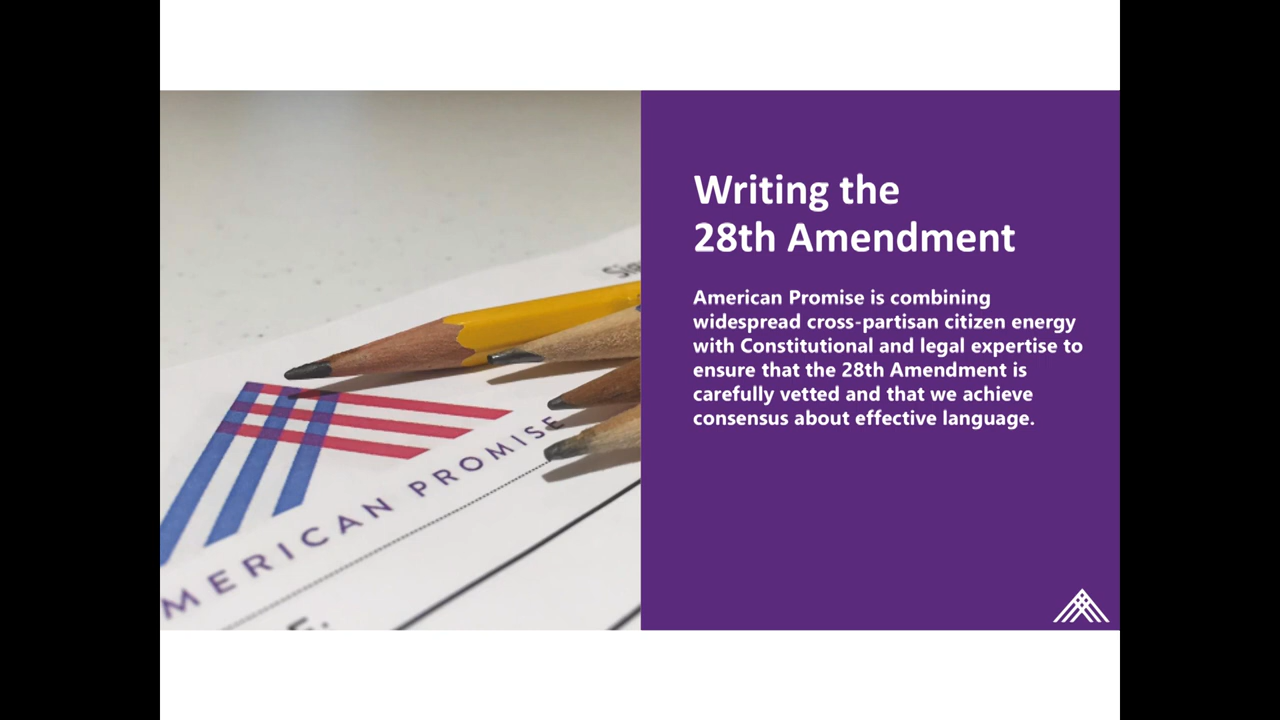 Writing the
28th Amendment
American Promise is combining
widespread cross-partisan citizen energy
with Constitutional and legal expertise to
ensure that the 28th Amendment is
carefully vetted and that we achieve
consensus about effective language.
MERICAN PROMISE